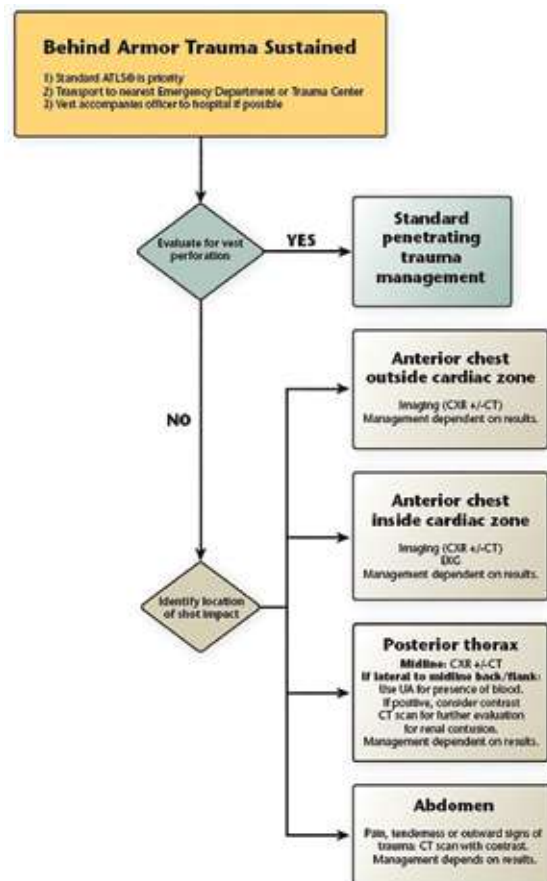 Behind Armor Trauma Sustained
1) Standard ATLS® is priority
2) Transport to nearest Emergency Department or Trauma Center
3) Vest accompanies officer to hospital if possible
Evaluate for vest
perforation
YES
Standard
penetrating
trauma
management
NO
Anterior chest
outside cardiac zone
Imaging (CXR +/-CT)
Management dependent on results.
Anterior chest
inside cardiac zone
Imaging (CXR +/-CT)
EKG
Management dependent on results.
Identify location
of shot impact
Posterior thorax
Midline: CXR +/-CT
If lateral to midline back/flank:
Use UA for presence of blood.
If positive, consider contrast
CT scan for further evaluation
for renal contusion.
Management dependent on results.
Abdomen
Pain, tenderness or outward signs of
trauma: CT scan with contrast.
Management depends on results.